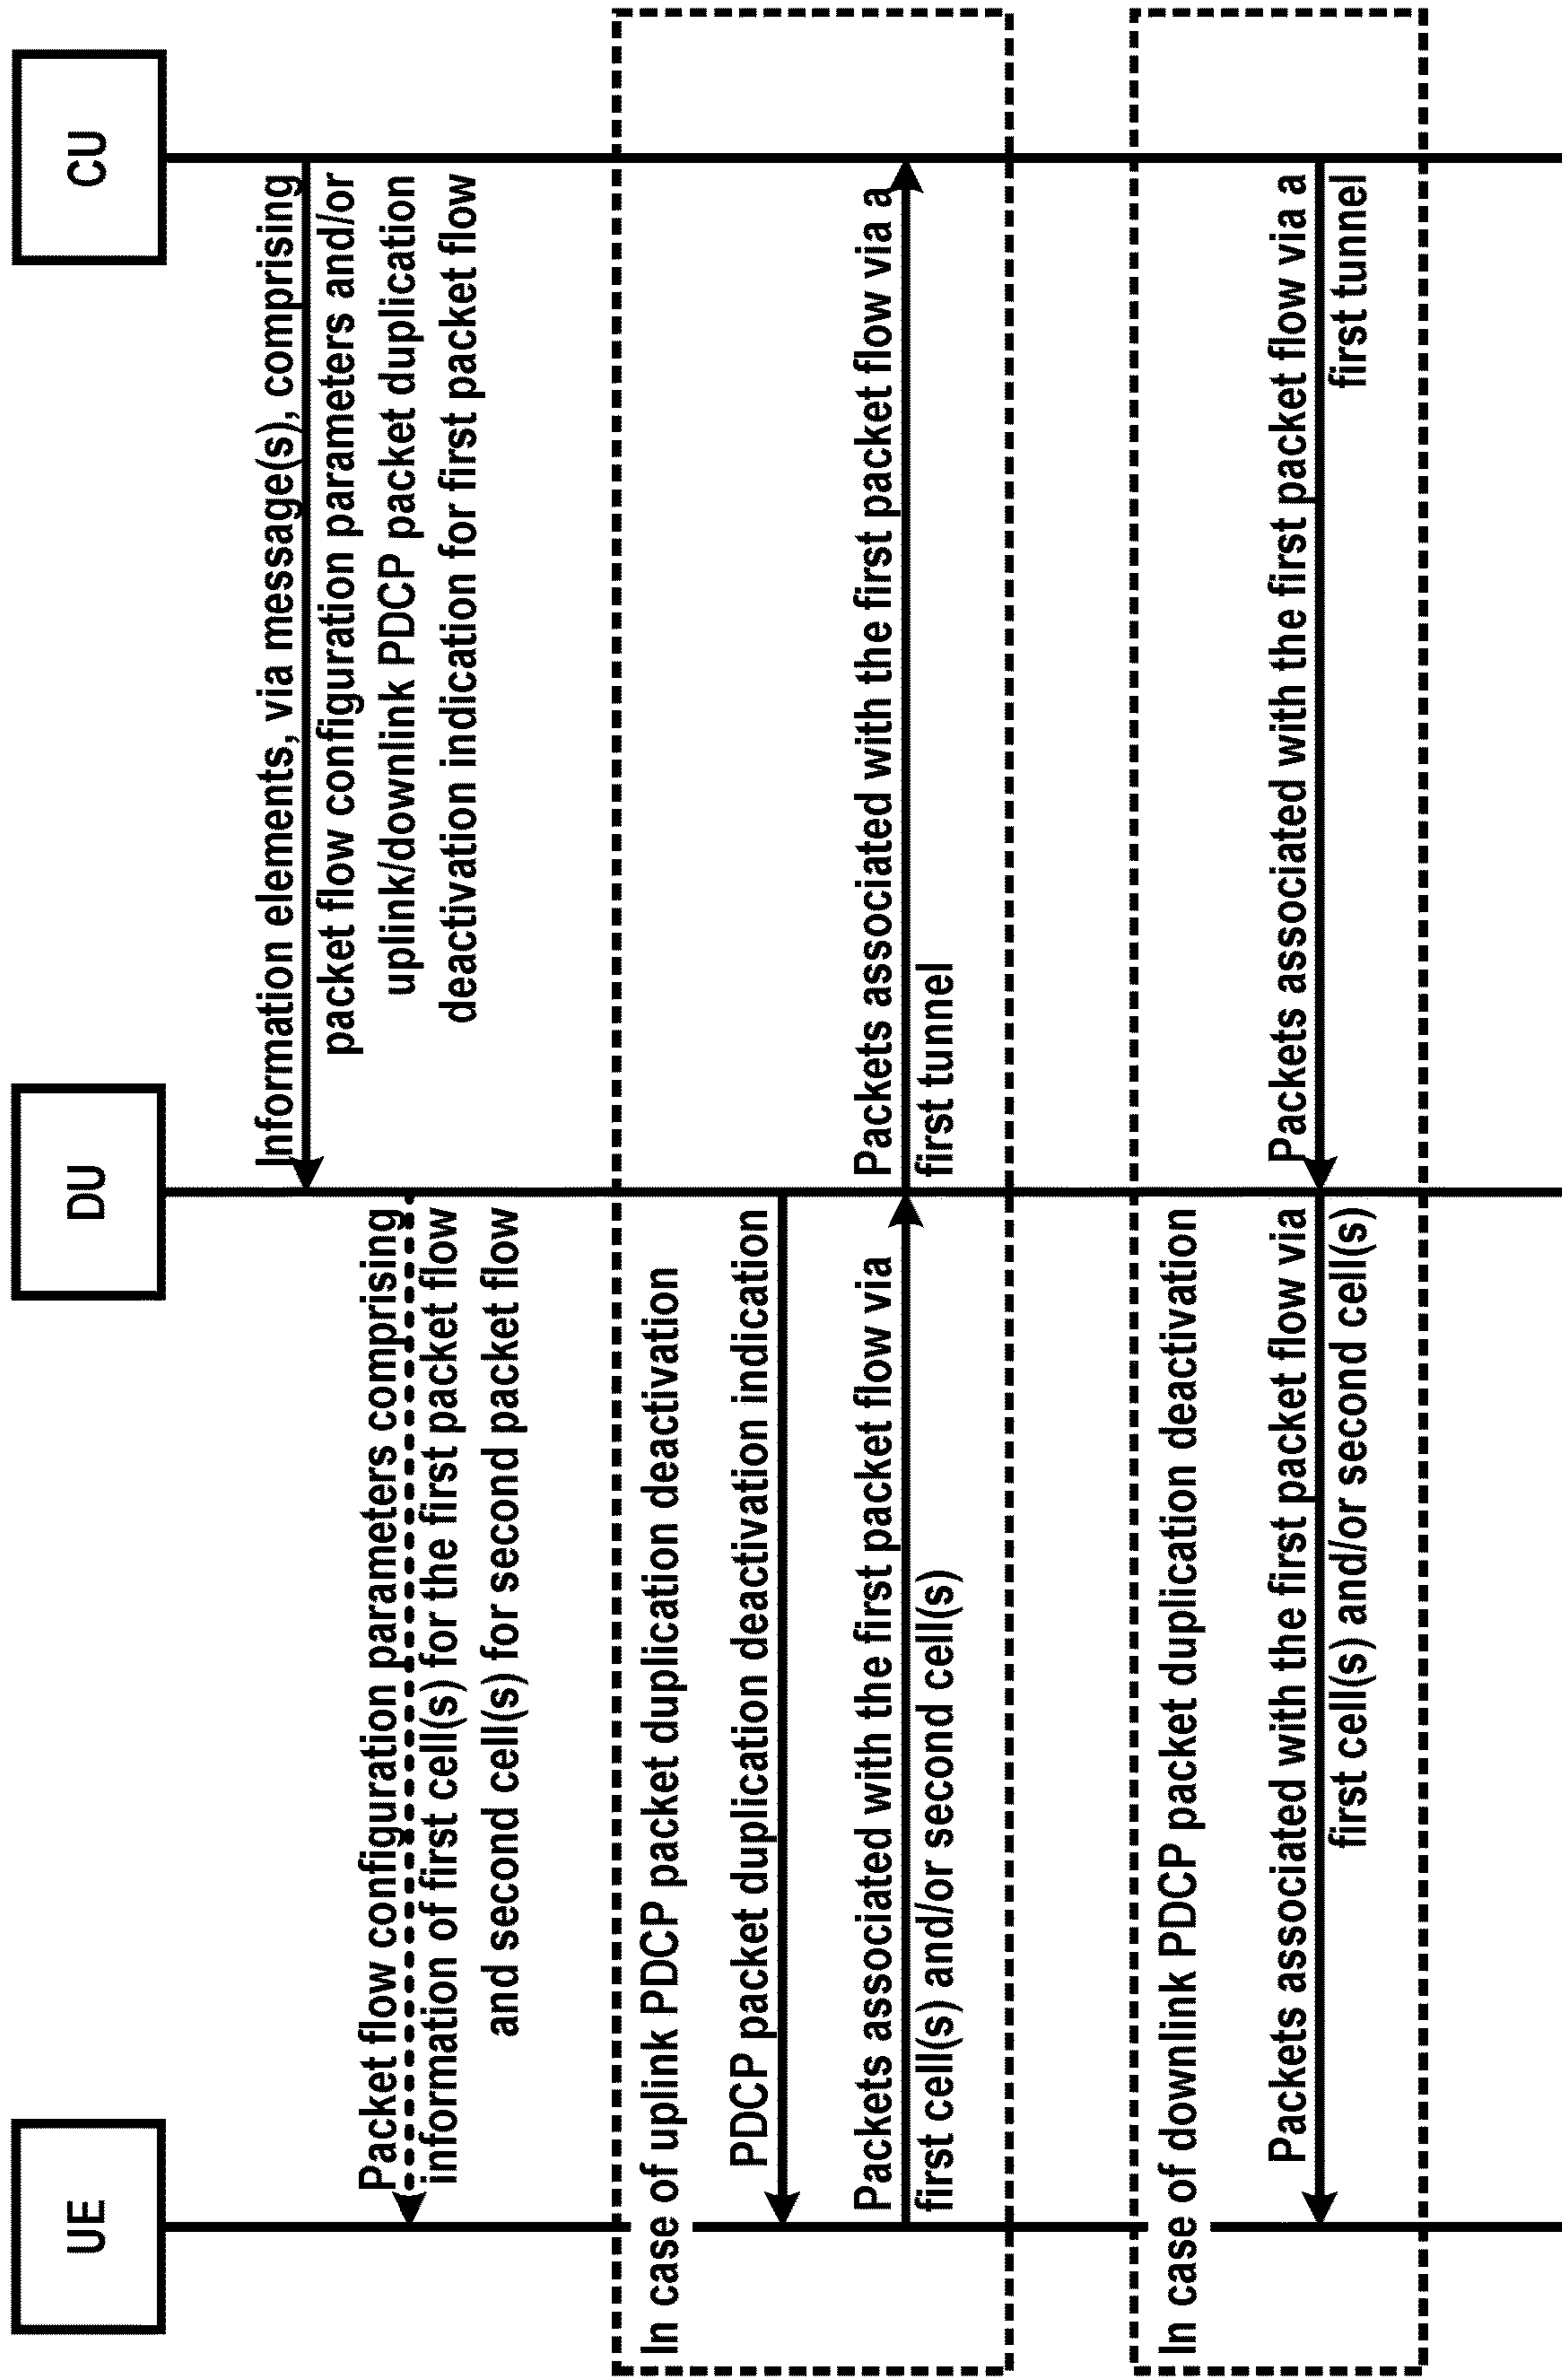 UE
DU
CU
Information elements, via message(s), comprising
packet flow configuration parameters and/or
uplink/downlink PDCP packet duplication
deactivation indication for first packet flow
Packet flow configuration parameters comprising
information of first cell(s) for the first packet flow
and second cell(s) for second packet flow
In case of uplink PDCP packet duplication deactivation
PDCP packet duplication deactivation indication
Packets associated with the first packet flow via
first cell(s) and/or second cell(s)
Packets associated with the first packet flow via a
first tunnel
In case of downlink PDCP packet duplication deactivation
Packets associated with the first packet flow via
first cell(s) and/or second cell(s)
Packets associated with the first packet flow via a
first tunnel